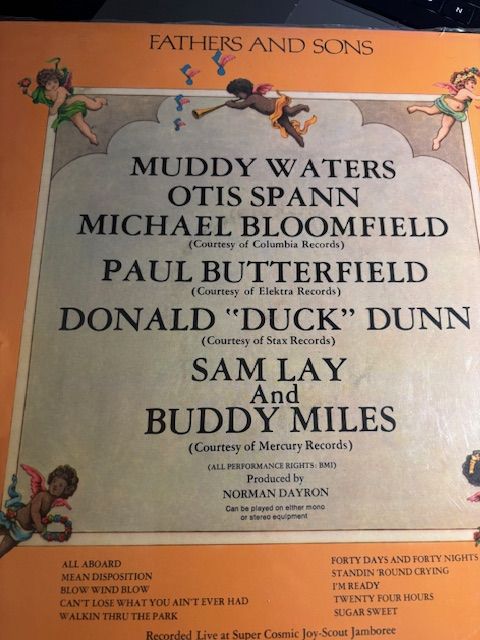 FATHERS AND SONS
MUDDY WATERS
OTIS SPANN
MICHAEL BLOOMFIELD
(Courtesy of Columbia Records)
PAUL BUTTERFIELD
(Courtesy of Elektra Records)
DONALD "DUCK" DUNN
(Courtesy of Stax Records)
SAM LAY
And
BUDDY MILES
(Courtesy of Mercury Records)
(ALL PERFORMANCE RIGHTS: BMI)
Produced by
NORMAN DAYRON
Can be played on either mono
or stereo equipment
ALL ABOARD
MEAN DISPOSITION
BLOW WIND BLOW
CAN'T LOSE WHAT YOU AIN'T EVER HAD
WALKIN THRU THE PARK
FORTY DAYS AND FORTY NIGHTS
STANDIN 'ROUND CRYING
I'M READY
TWENTY FOUR HOURS
SUGAR SWEET
Recorded Live at Super Cosmic Joy-Scout Jamboree